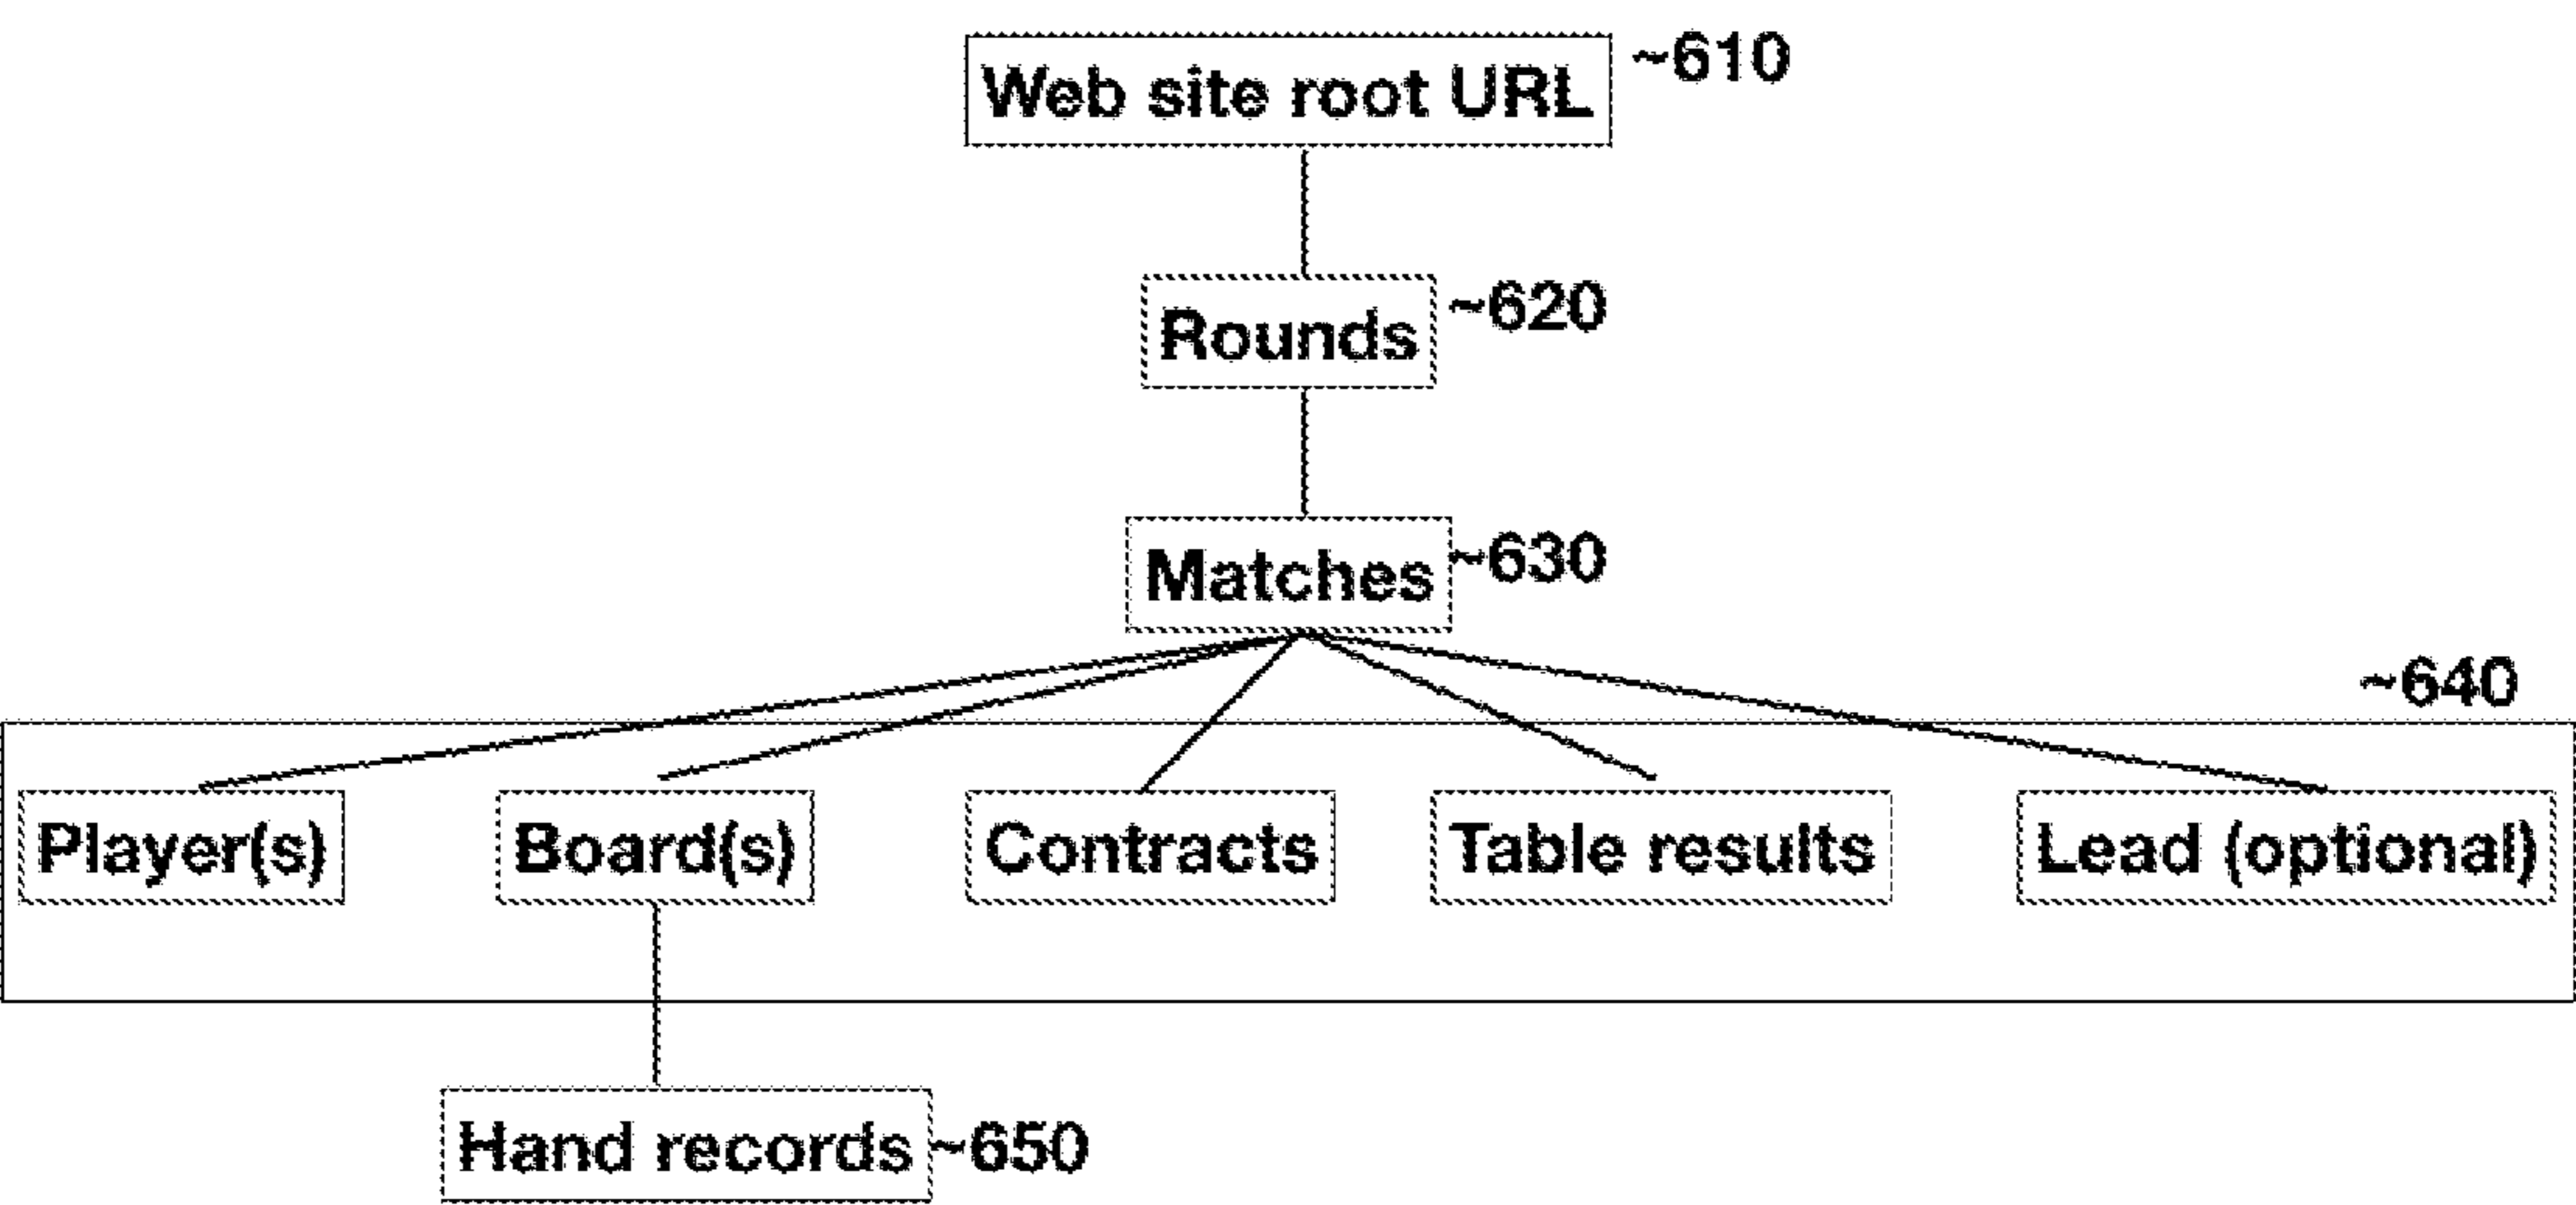 Web site root URL ~610
Rounds ~620
Matches ~630
~640
Player(s) Board(s) Contracts Table results Lead (optional)
Hand records ~650